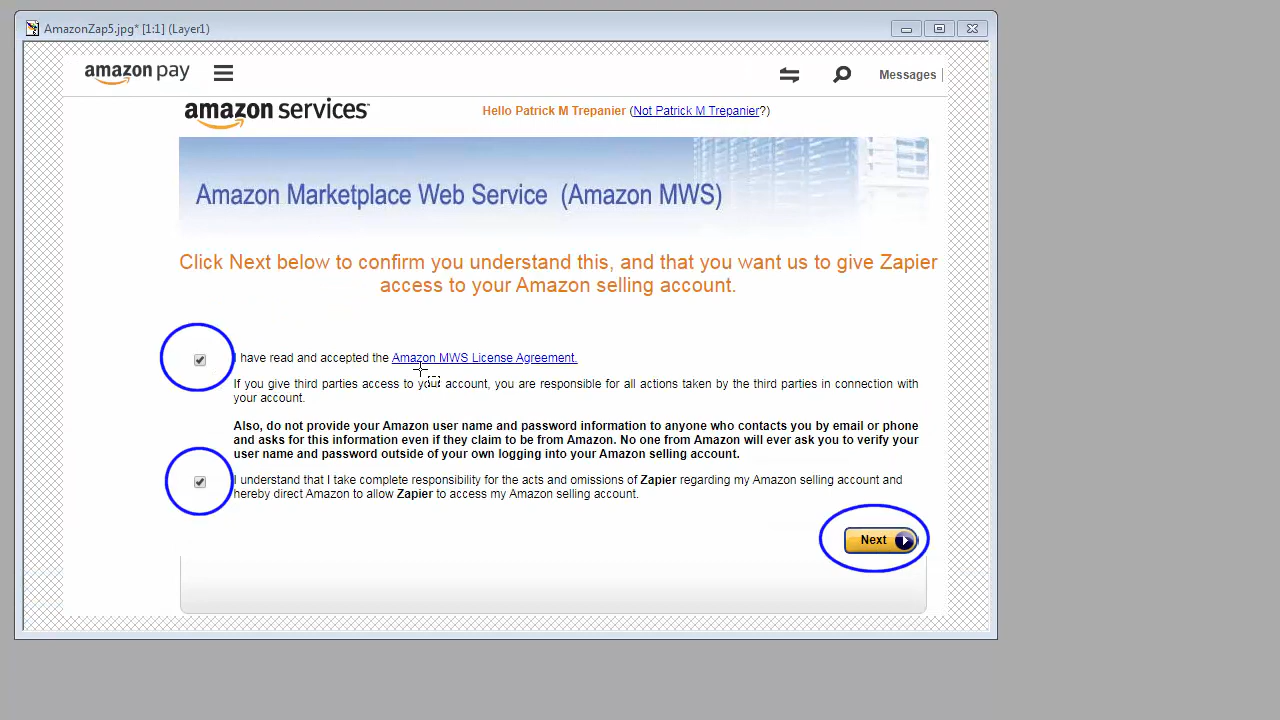 AmazonZap5.jpg* [1:1] (Layer1)
amazon pay
Messages
amazon services
Hello Patrick M Trepanier (Not Patrick M Trepanier?)
Amazon Marketplace Web Service (Amazon MWS)
Click Next below to confirm you understand this, and that you want us to give Zapier
access to your Amazon selling account.
I have read and accepted the Amazon MWS License Agreement.
If you give third parties access to your account, you are responsible for all actions taken by the third parties in connection with
your account.
Also, do not provide your Amazon user name and password information to anyone who contacts you by email or phone
and asks for this information even if they claim to be from Amazon. No one from Amazon will ever ask you to verify your
user name and password outside of your own logging into your Amazon selling account.
I understand that I take complete responsibility for the acts and omissions of Zapier regarding my Amazon selling account and
hereby direct Amazon to allow Zapier to access my Amazon selling account.
Next